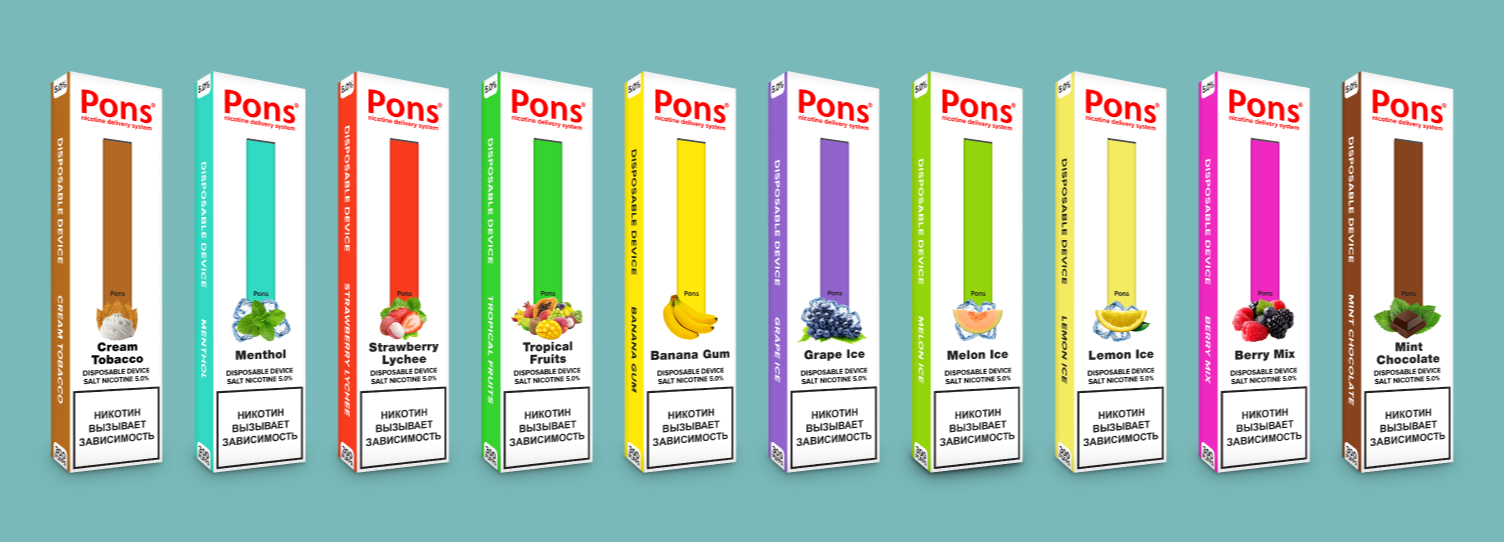 5.0%
DISPOSABLE DEVICE
CREAM TOBACCO
300
Pons®
nicotine delivery system
Pons
Cream
Tobacco
DISPOSABLE DEVICE
SALT NICOTINE 5.0%
НИКОТИН
ВЫЗЫВАЕТ
ЗАВИСИМОСТЬ
5.0%
DISPOSABLE DEVICE
MENTHOL
300
Pons®
nicotine delivery system
Pons
Menthol
DISPOSABLE DEVICE
SALT NICOTINE 5.0%
НИКОТИН
ВЫЗЫВАЕТ
ЗАВИСИМОСТЬ
5.0%
DISPOSABLE DEVICE
STRAWBERRY LYCHEE
300
Pons®
nicotine delivery system
Pons
Strawberry
Lychee
DISPOSABLE DEVICE
SALT NICOTINE 5.0%
НИКОТИН
ВЫЗЫВАЕТ
ЗАВИСИМОСТЬ
5.0%
DISPOSABLE DEVICE
TROPICAL FRUITS
300
Pons®
nicotine delivery system
Pons
Tropical
Fruits
DISPOSABLE DEVICE
SALT NICOTINE 5.0%
НИКОТИН
ВЫЗЫВАЕТ
ЗАВИСИМОСТЬ
5.0%
DISPOSABLE DEVICE
BANANA GUM
300
Pons®
nicotine delivery system
Pons
Banana Gum
DISPOSABLE DEVICE
SALT NICOTINE 5.0%
НИКОТИН
ВЫЗЫВАЕТ
ЗАВИСИМОСТЬ
5.0%
DISPOSABLE DEVICE
GRAPE ICE
300
Pons®
nicotine delivery system
Pons
Grape Ice
DISPOSABLE DEVICE
SALT NICOTINE 5.0%
НИКОТИН
ВЫЗЫВАЕТ
ЗАВИСИМОСТЬ
5.0%
DISPOSABLE DEVICE
MELON ICE
300
Pons®
nicotine delivery system
Pons
Melon Ice
DISPOSABLE DEVICE
SALT NICOTINE 5.0%
НИКОТИН
ВЫЗЫВАЕТ
ЗАВИСИМОСТЬ
5.0%
DISPOSABLE DEVICE
LEMON ICE
300
Pons®
nicotine delivery system
Pons
Lemon Ice
DISPOSABLE DEVICE
SALT NICOTINE 5.0%
НИКОТИН
ВЫЗЫВАЕТ
ЗАВИСИМОСТЬ
5.0%
DISPOSABLE DEVICE
BERRY MIX
300
Pons®
nicotine delivery system
Pons
Berry Mix
DISPOSABLE DEVICE
SALT NICOTINE 5.0%
НИКОТИН
ВЫЗЫВАЕТ
ЗАВИСИМОСТЬ
5.0%
DISPOSABLE DEVICE
MINT CHOCOLATE
300
Pons®
nicotine delivery system
Pons
Mint
Chocolate
DISPOSABLE DEVICE
SALT NICOTINE 5.0%
НИКОТИН
ВЫЗЫВАЕТ
ЗАВИСИМОСТЬ